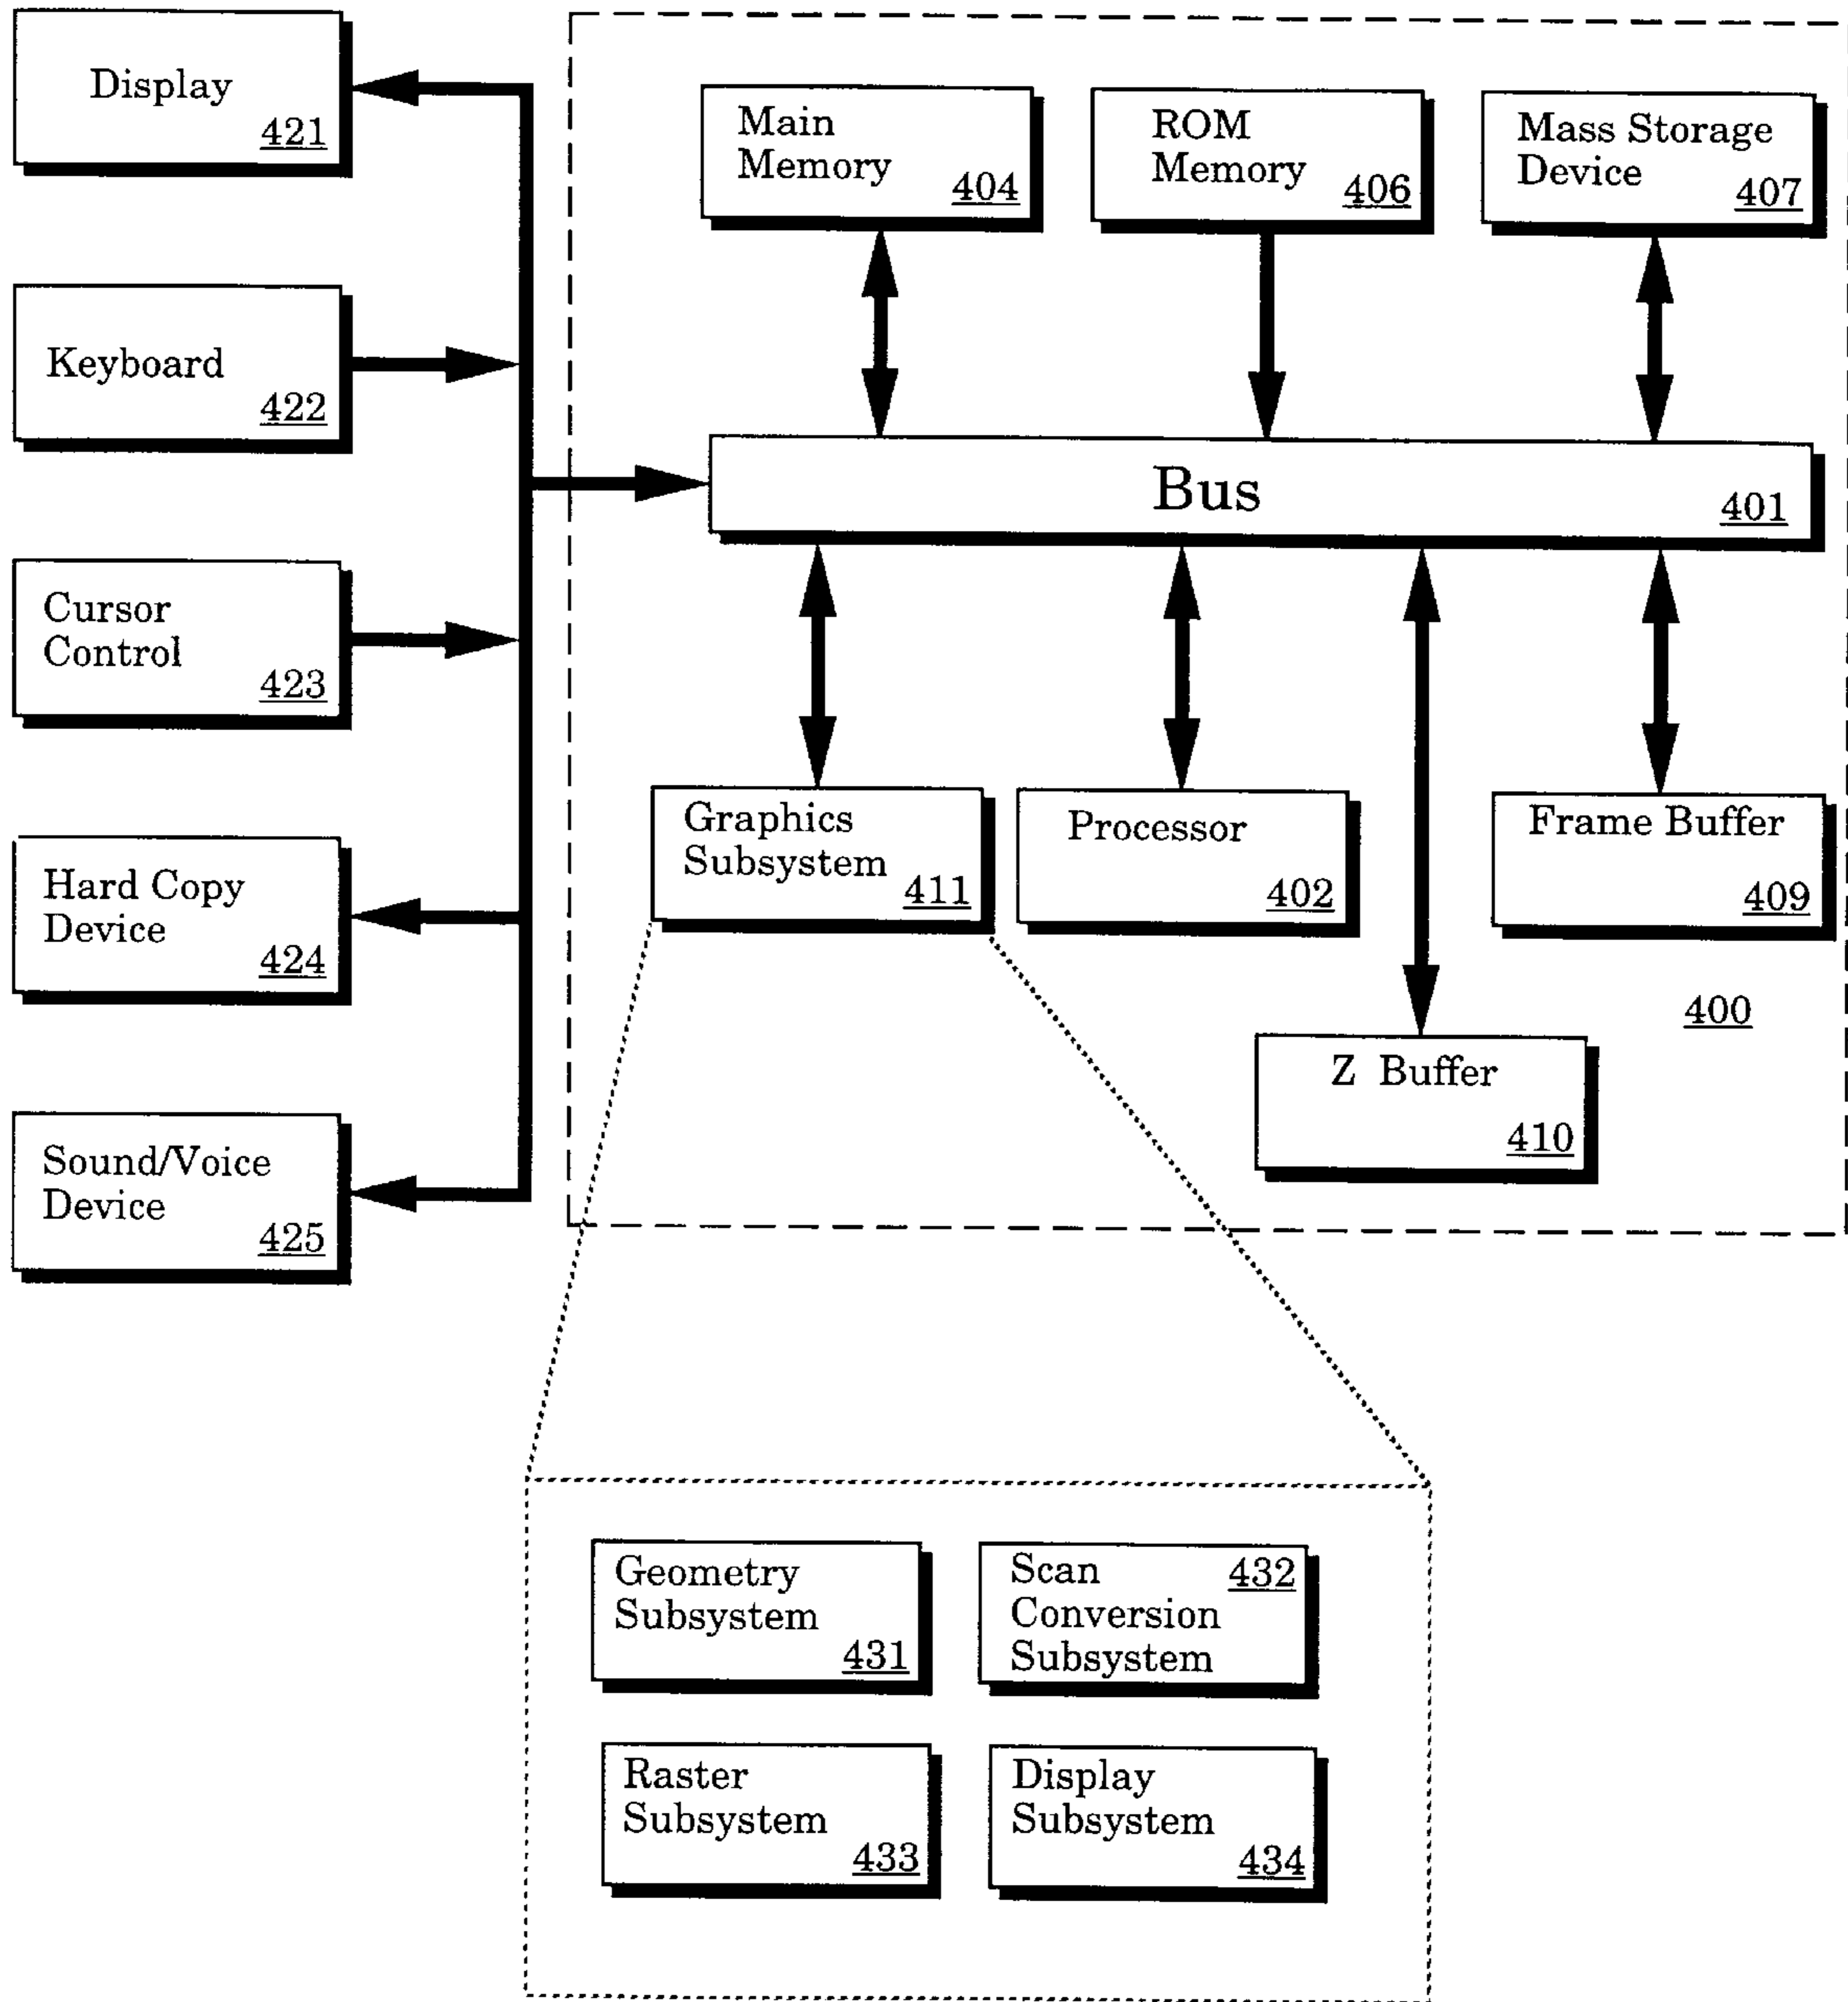 Display
421
Keyboard
422
Cursor
Control
423
Hard Copy
Device
424
Sound/Voice
Device
425
Main
Memory
404
ROM
Memory
406
Mass Storage
Device
407
Bus
401
Graphics
Subsystem
411
Processor
402
Frame Buffer
409
400
Z Buffer
410
Geometry
Subsystem
431
Scan
Conversion
Subsystem
432
Raster
Subsystem
433
Display
Subsystem
434